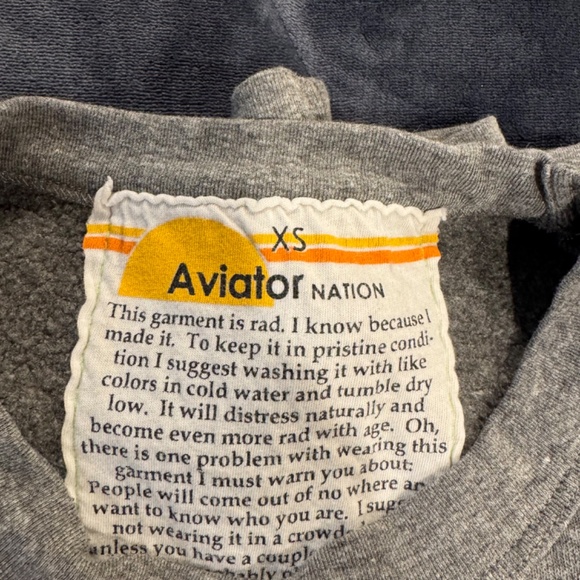 XS
Aviator NATION
This garment is rad. I know because I
made it. To keep it in pristine condi-
tion I suggest washing it with like
colors in cold water and tumble dry
low. It will distress naturally and
become even more rad with age. Oh,
there is one problem with wearing this
garment I must warn you about:
People will come out of no where
want to know who you are. I
not wearing it in a crowd
unless you have a